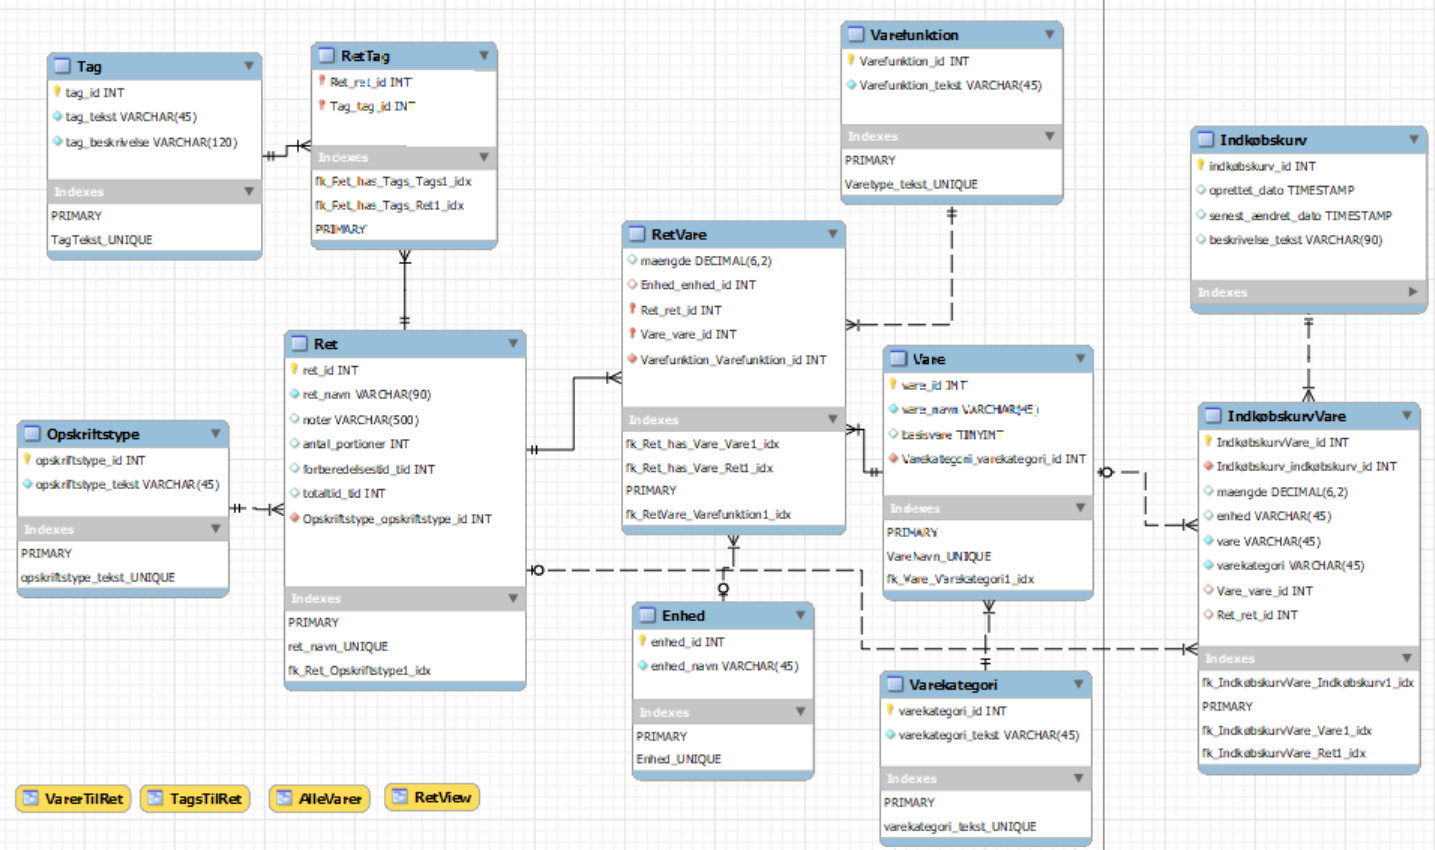 Tag
tag_id INT
tag_tekst VARCHAR(45)
tag_beskrivelse VARCHAR(120)
Indexes
PRIMARY
TagTekst_UNIQUE
RetTag
Ret_ret_id INT
Tag_tag_id INT
Indexes
fk_Ret_has_Tags_Tags1_idx
fk_Ret_has_Tags_Ret1_idx
PRIMARY
Varefunktion
Varefunktion_id INT
Varefunktion_tekst VARCHAR(45)
Indexes
PRIMARY
Varetype_tekst_UNIQUE
Indkøbskurv
indkøbskurv_id INT
oprettet_dato TIMESTAMP
senest_ændret_dato TIMESTAMP
beskrivelse_tekst VARCHAR(90)
Indexes
RetVare
maengde DECIMAL(6,2)
Enhed_enhed_id INT
Ret_ret_id INT
Vare_vare_id INT
Varefunktion_Varefunktion_id INT
Indexes
fk_Ret_has_Vare_Vare1_idx
fk_Ret_has_Vare_Ret1_idx
PRIMARY
fk_RetVare_Varefunktion1_idx
Ret
ret_id INT
ret_navn VARCHAR(90)
noter VARCHAR(500)
antal_portioner INT
forberedelsestid_tid INT
totaltid_tid INT
Opskriftstype_opskriftstype_id INT
Indexes
PRIMARY
ret_navn_UNIQUE
fk_Ret_Opskriftstype1_idx
Vare
vare_id INT
vare_navn VARCHAR(45)
basisvare TINYINT
Varekategori_varekategori_id INT
Indexes
PRIMARY
VareNavn_UNIQUE
fk_Vare_Varekategori1_idx
Opskriftstype
opskriftstype_id INT
opskriftstype_tekst VARCHAR(45)
Indexes
PRIMARY
opskriftstype_tekst_UNIQUE
IndkøbskurvVare
IndkøbskurvVare_id INT
Indkøbskurv_indkøbskurv_id INT
maengde DECIMAL(6,2)
enhed VARCHAR(45)
vare VARCHAR(45)
varekategori VARCHAR(45)
Vare_vare_id INT
Ret_ret_id INT
Indexes
fk_IndkøbskurvVare_Indkøbskurv1_idx
PRIMARY
fk_IndkøbskurvVare_Vare1_idx
fk_IndkøbskurvVare_Ret1_idx
Enhed
enhed_id INT
enhed_navn VARCHAR(45)
Indexes
PRIMARY
Enhed_UNIQUE
Varekategori
varekategori_id INT
varekategori_tekst VARCHAR(45)
Indexes
PRIMARY
varekategori_tekst_UNIQUE
VarerTilRet
TagsTilRet
AlleVarer
RetView